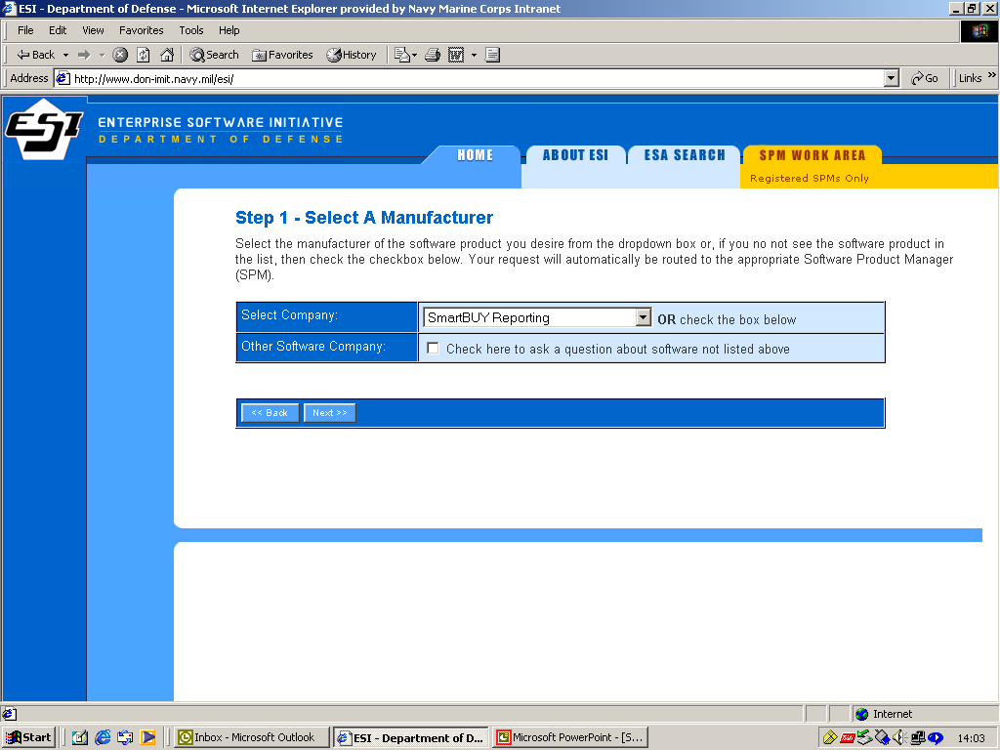 ESI - Department of Defense - Microsoft Internet Explorer provided by Navy Marine Corps Intranet
File Edit View Favorites Tools Help
Back Search Favorites History
Address http://www.don-imit.navy.mil/esi/ Go Links »
ESI
ENTERPRISE SOFTWARE INITIATIVE
DEPARTMENT OF DEFENSE
HOME ABOUT ESI ESA SEARCH SPM WORK AREA
Registered SPMs Only
Step 1 - Select A Manufacturer
Select the manufacturer of the software product you desire from the dropdown box or, if you no not see the software product in
the list, then check the checkbox below. Your request will automatically be routed to the appropriate Software Product Manager
(SPM).
Select Company: SmartBUY Reporting OR check the box below
Other Software Company: Check here to ask a question about software not listed above
<< Back Next >>
Internet
Start Inbox - Microsoft Outlook ESI - Department of D... Microsoft PowerPoint - [S... 14:03